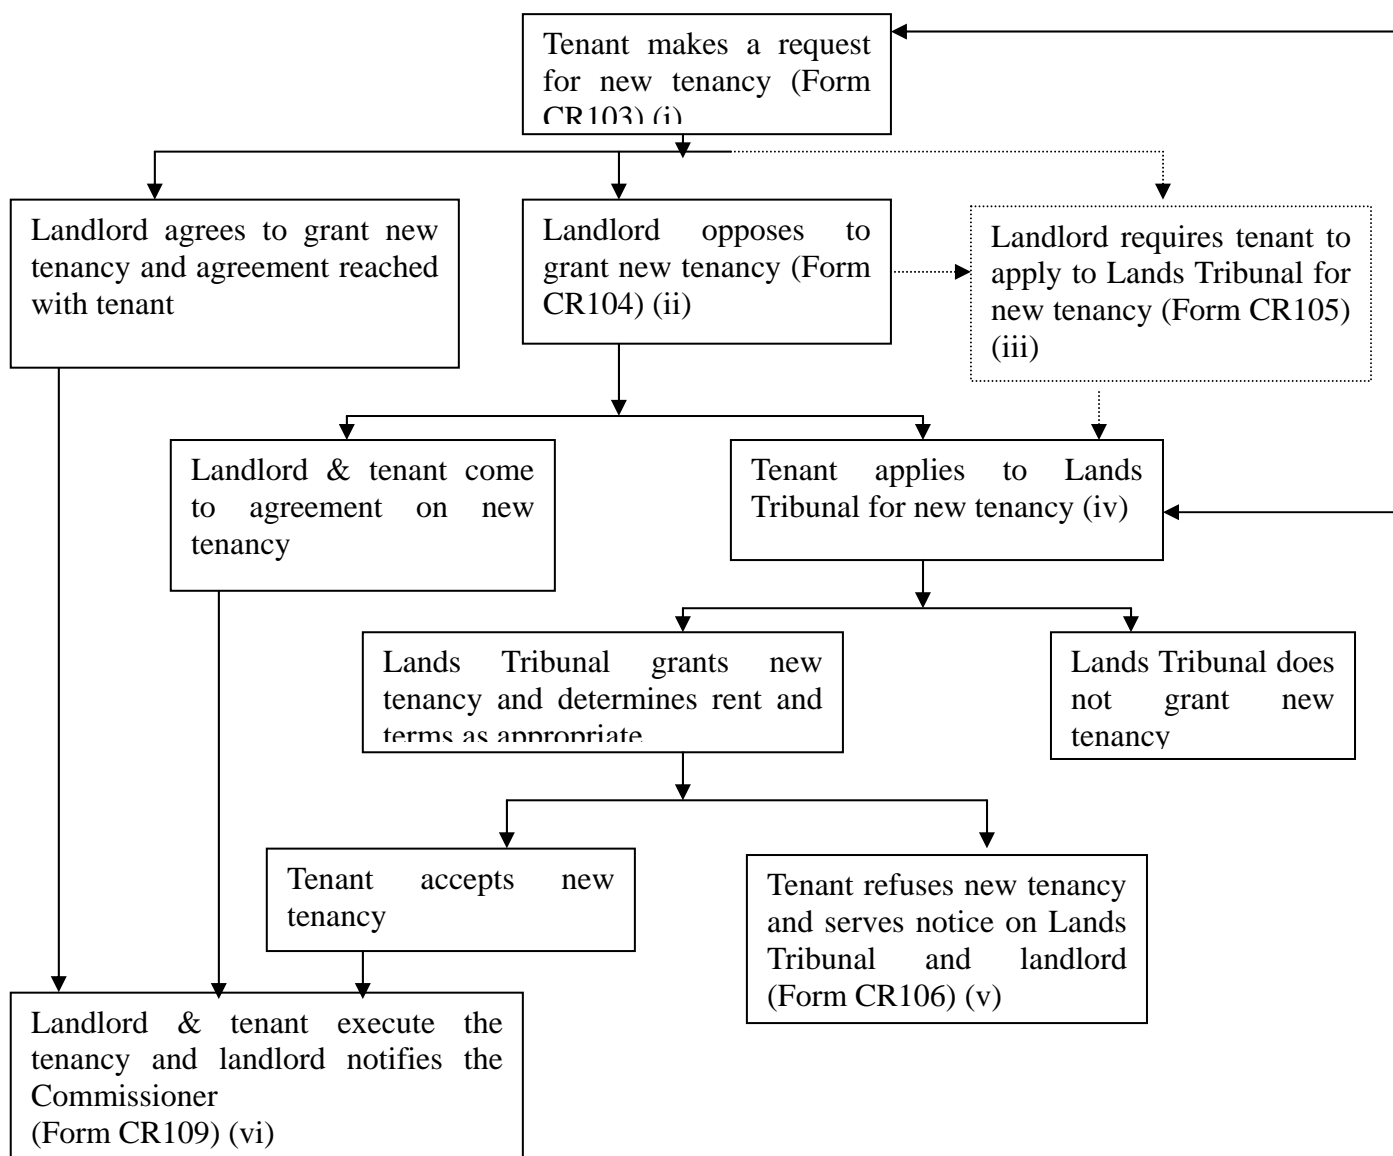 Tenant makes a request
for new tenancy (Form
CR103) (i)
Landlord agrees to grant new
tenancy and agreement reached
with tenant
Landlord opposes to
grant new tenancy (Form
CR104) (ii)
Landlord requires tenant to
apply to Lands Tribunal for
new tenancy (Form CR105)
(iii)
Landlord & tenant come
to agreement on new
tenancy
Tenant applies to Lands
Tribunal for new tenancy (iv)
Lands Tribunal grants new
tenancy and determines rent and
terms as appropriate
Lands Tribunal does
not grant new
tenancy
Tenant accepts new
tenancy
Tenant refuses new tenancy
and serves notice on Lands
Tribunal and landlord
(Form CR106) (v)
Landlord & tenant execute the
tenancy and landlord notifies the
Commissioner
(Form CR109) (vi)